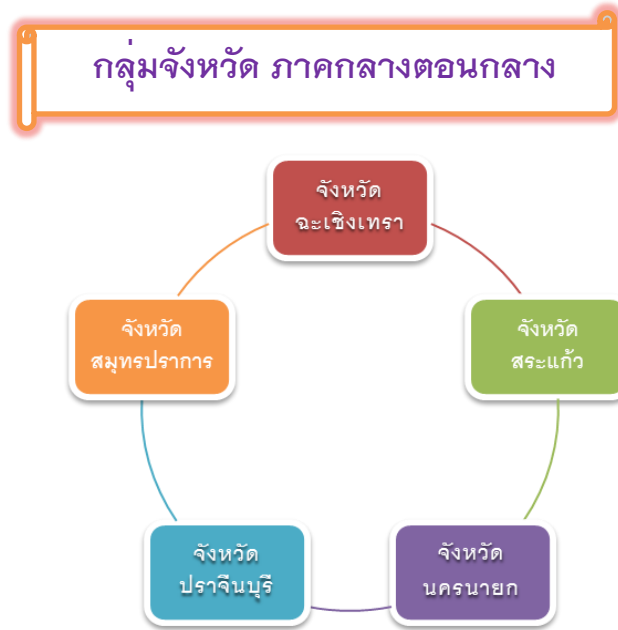 กลุ่มจังหวัด ภาคกลางตอนกลาง
จังหวัด
ฉะเชิงเทรา
จังหวัด
สมุทรปราการ
จังหวัด
สระแก้ว
จังหวัด
ปราจีนบุรี
จังหวัด
นครนายก